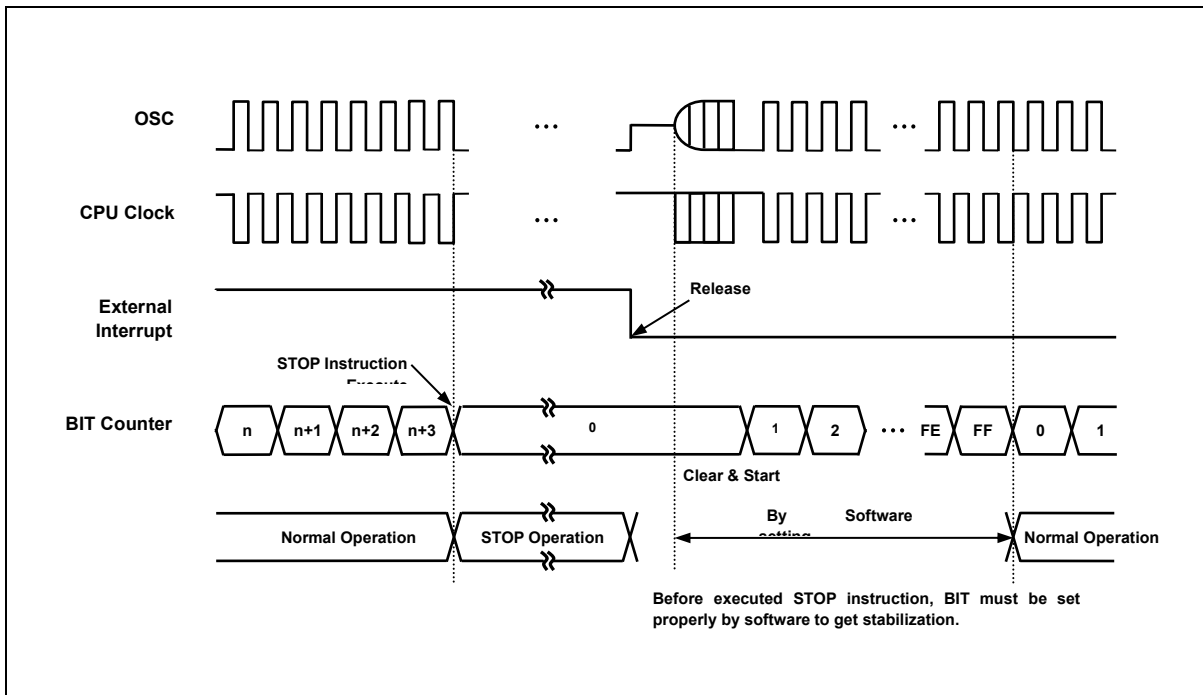 OSC
...
...
CPU Clock
...
...
External
Interrupt
Release
STOP Instruction
Execute
BIT Counter
n
n+1
n+2
n+3
0
1
2
...
FE
FF
0
1
Clear & Start
Normal Operation
STOP Operation
By Software
setting
Normal Operation
Before executed STOP instruction, BIT must be set
properly by software to get stabilization.